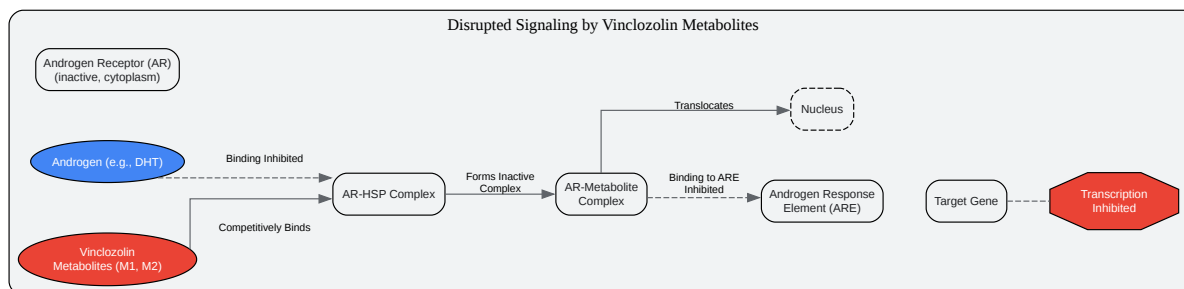 Disrupted Signaling by Vinclozolin Metabolites
Androgen Receptor (AR)
(inactive, cytoplasm)
Translocates
Nucleus
Androgen (e.g., DHT)
Binding Inhibited
AR-HSP Complex
Forms Inactive
Complex
AR-Metabolite
Complex
Binding to ARE
Inhibited
Androgen Response
Element (ARE)
Target Gene
Transcription
Inhibited
Competitively Binds
Vinclozolin
Metabolites (M1, M2)